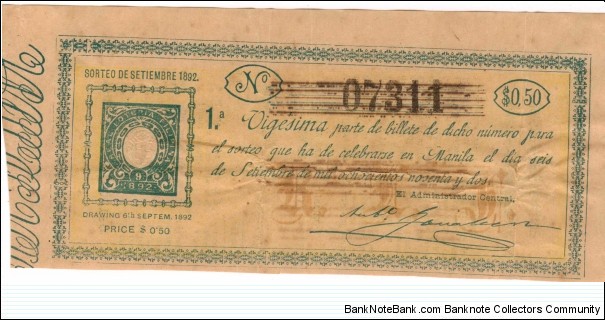 SORTEO DE SETIEMBRE 1892.
Nº 07311 $0,50
1.ª Vigesima parte de billete de dicho número para
el sorteo que ha de celebrarse en Manila el dia seis
de Setiembre de mil ochocientos noventa y dos.
El Administrador Central,
9
1892
DRAWING 6th SEPTEM. 1892
PRICE $ 0'50
BankNoteBank.com and Banknote Collectors Community